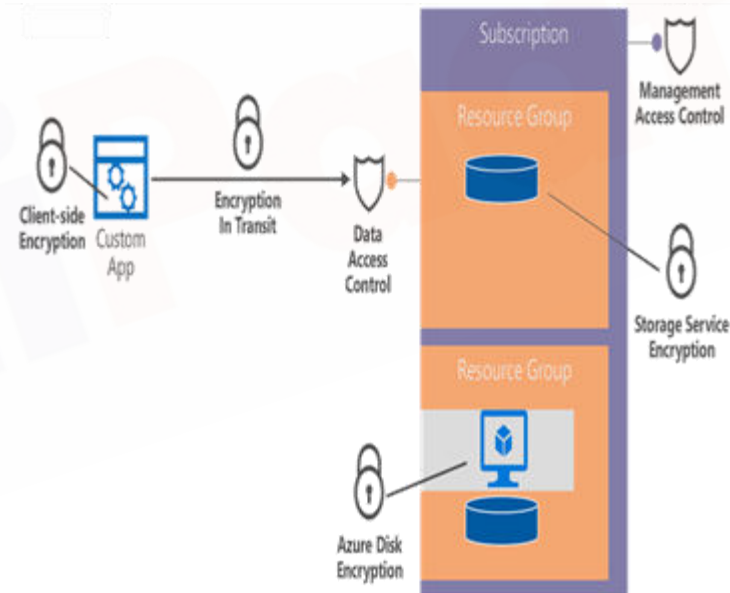 Subscription
Management
Access Control
Resource Group
Client-side
Encryption
Custom
App
Encryption
In Transit
Data
Access
Control
Storage Service
Encryption
Resource Group
Azure Disk
Encryption